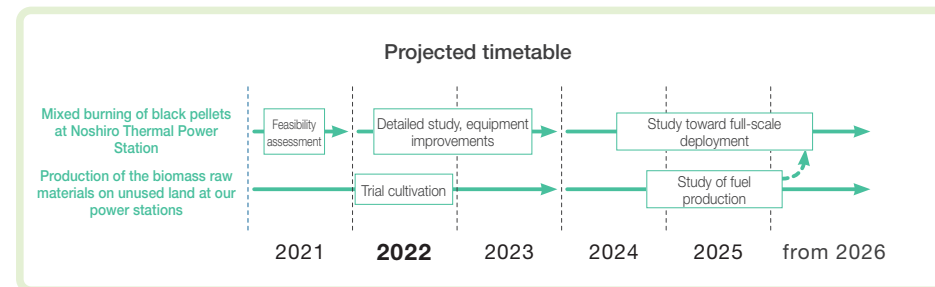 Projected timetable
Mixed burning of black pellets
at Noshiro Thermal Power
Station
Feasibility
assessment
Detailed study, equipment
improvements
Study toward full-scale
deployment
Production of the biomass raw
materials on unused land at our
power stations
Trial cultivation
Study of fuel
production
2021
2022
2023
2024
2025
from 2026